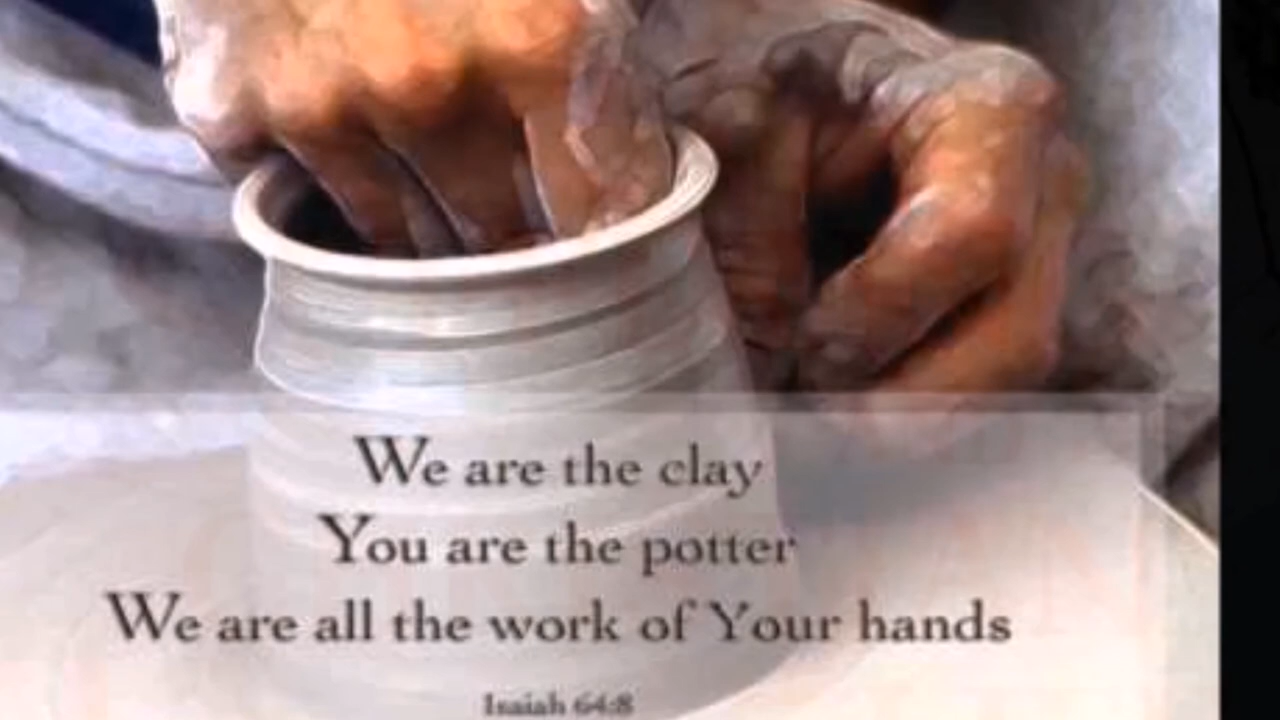 We are the clay
You are the potter
We are all the work of Your hands
Isaiah 64:8